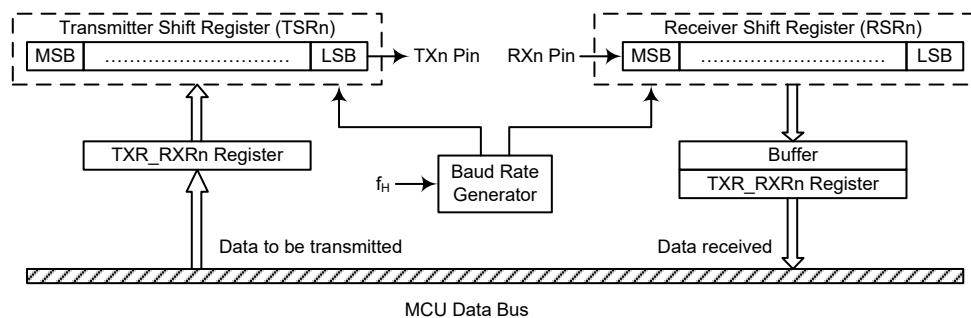 Transmitter Shift Register (TSRn)
MSB ………………………… LSB
TXn Pin
RXn Pin
Receiver Shift Register (RSRn)
MSB ………………………… LSB
TXR_RXRn Register
fH
Baud Rate
Generator
Buffer
TXR_RXRn Register
Data to be transmitted
Data received
MCU Data Bus